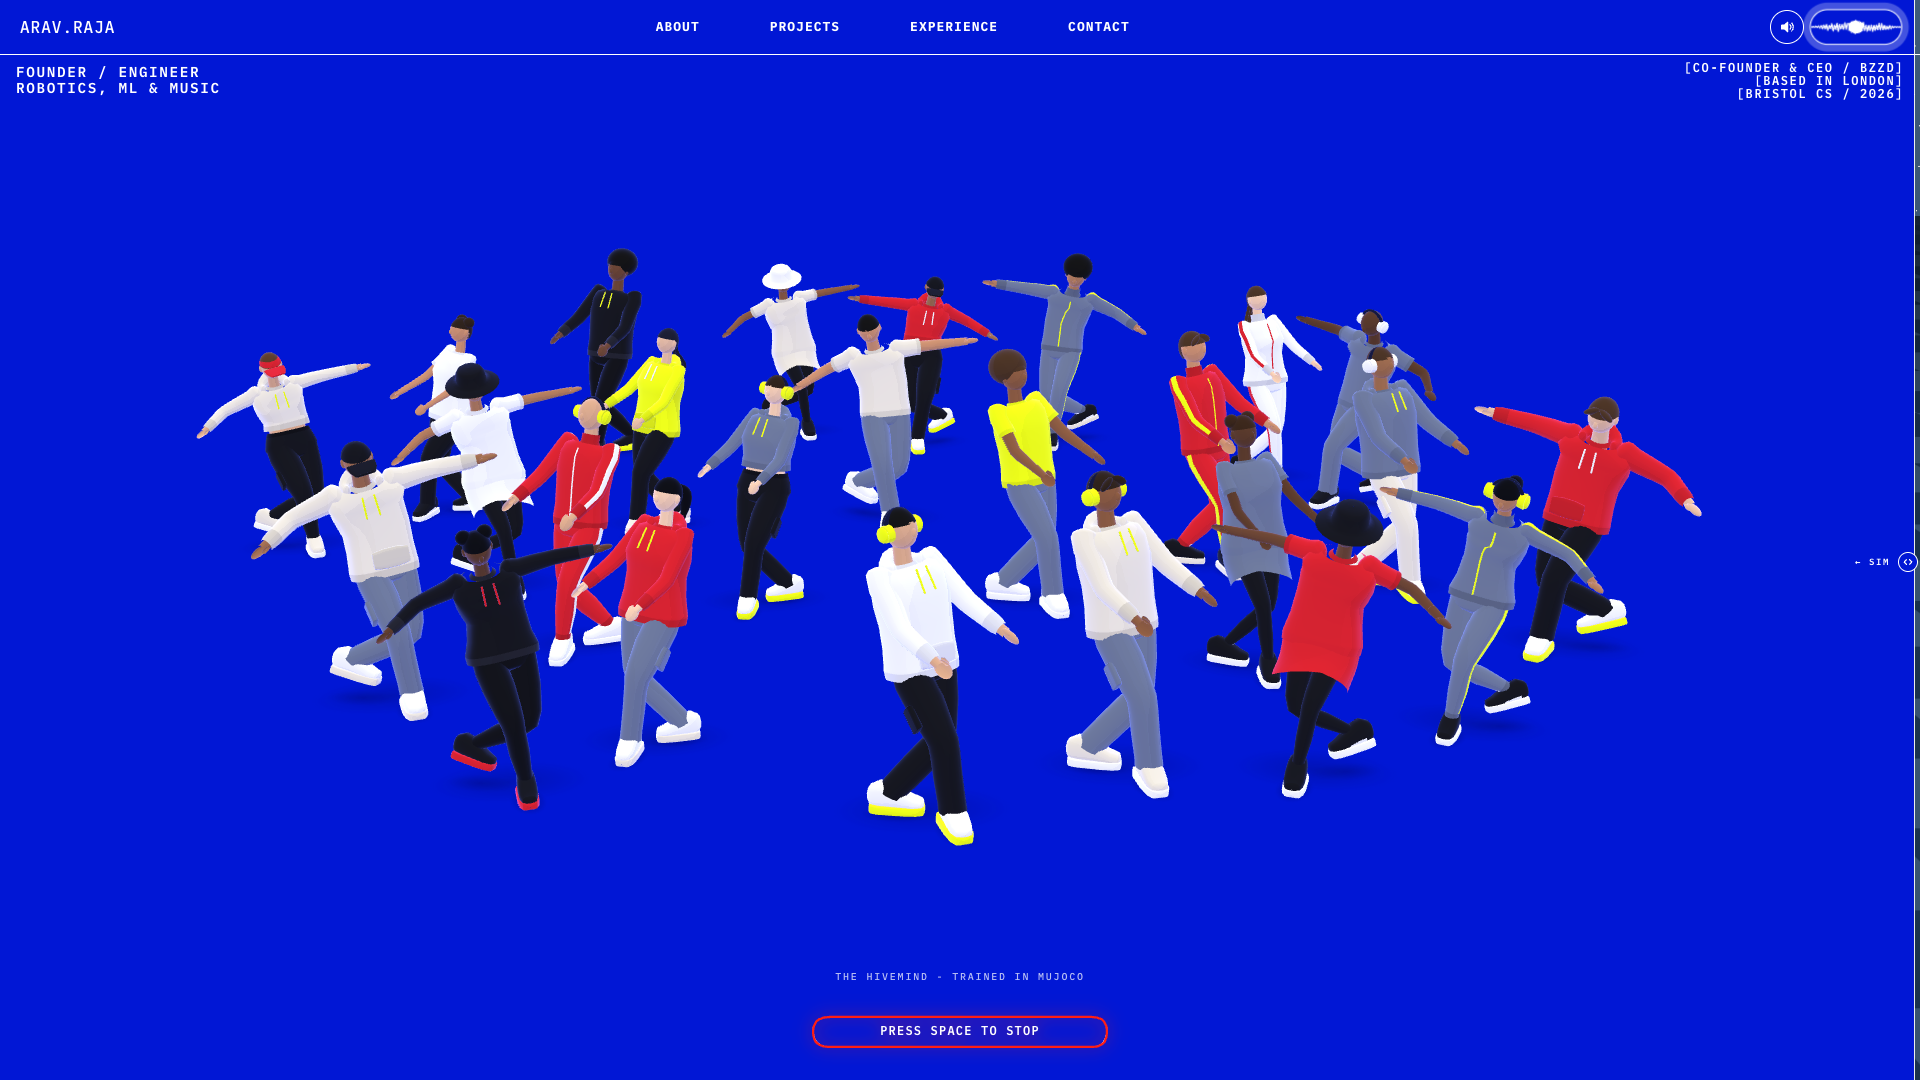 ARAV.RAJA
ABOUT
PROJECTS
EXPERIENCE
CONTACT
FOUNDER / ENGINEER
ROBOTICS, ML & MUSIC
[CO-FOUNDER & CEO / BZZD]
[BASED IN LONDON]
[BRISTOL CS / 2026]
← SIM
THE HIVEMIND - TRAINED IN MUJOCO
PRESS SPACE TO STOP